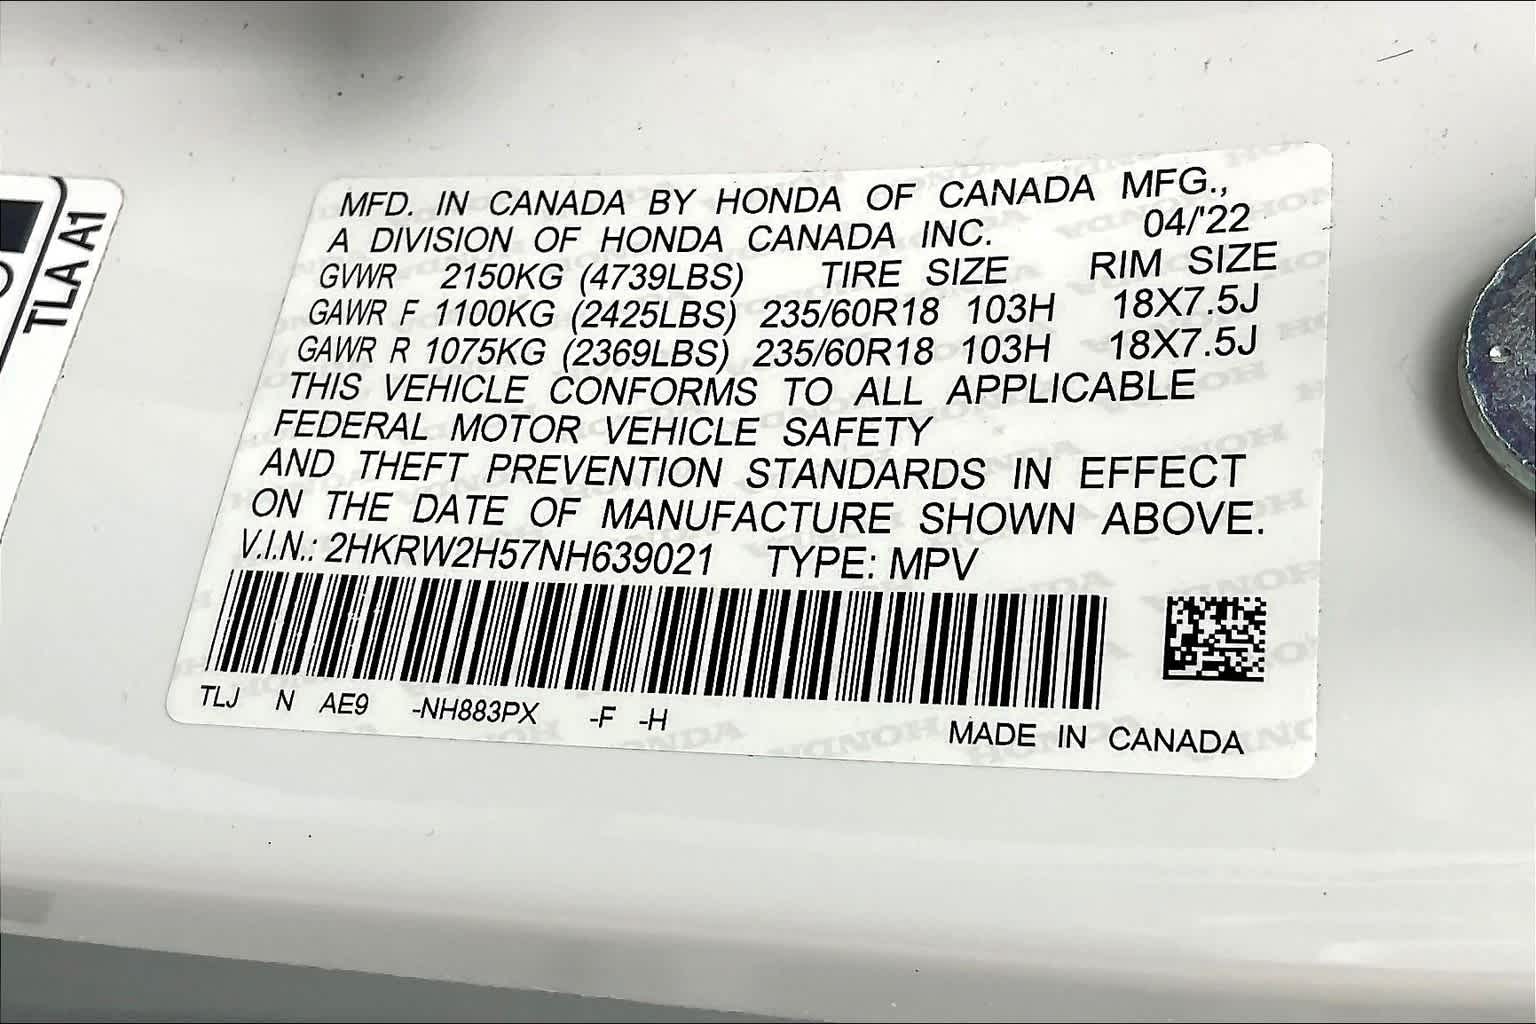 MFD. IN CANADA BY HONDA OF CANADA MFG.,
A DIVISION OF HONDA CANADA INC. 04/'22
GVWR 2150KG (4739LBS) TIRE SIZE RIM SIZE
GAWR F 1100KG (2425LBS) 235/60R18 103H 18X7.5J
GAWR R 1075KG (2369LBS) 235/60R18 103H 18X7.5J
THIS VEHICLE CONFORMS TO ALL APPLICABLE
FEDERAL MOTOR VEHICLE SAFETY
AND THEFT PREVENTION STANDARDS IN EFFECT
ON THE DATE OF MANUFACTURE SHOWN ABOVE.
V.I.N.: 2HKRW2H57NH639021 TYPE: MPV
TLJ N AE9 -NH883PX -F -H
MADE IN CANADA
TLA A1